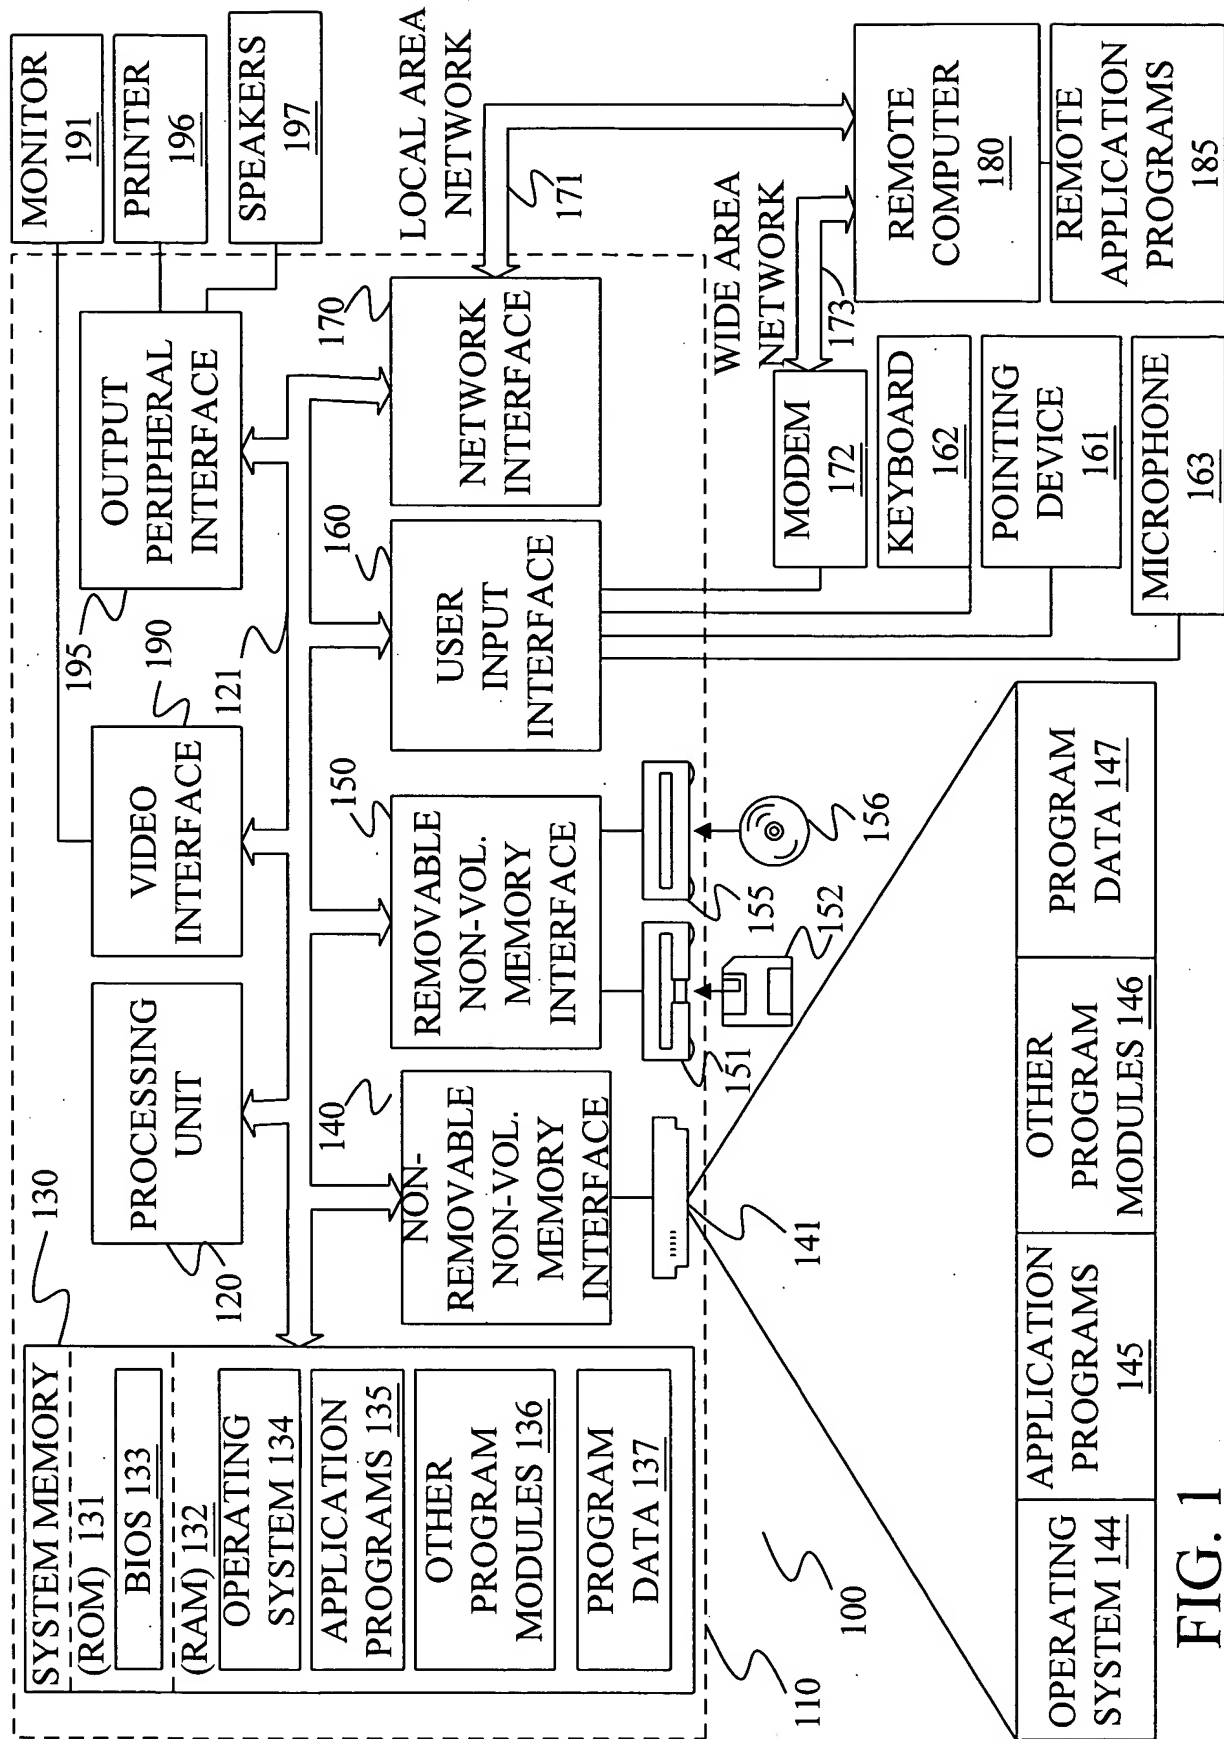 SYSTEM MEMORY
(ROM) 131
BIOS 133
(RAM) 132
OPERATING
SYSTEM 134
APPLICATION
PROGRAMS 135
OTHER
PROGRAM
MODULES 136
PROGRAM
DATA 137
130
PROCESSING
UNIT
120
VIDEO
INTERFACE
190
121
OUTPUT
PERIPHERAL
INTERFACE
195
MONITOR
191
PRINTER
196
SPEAKERS
197
NON-
REMOVABLE
NON-VOL.
MEMORY
INTERFACE
140
REMOVABLE
NON-VOL.
MEMORY
INTERFACE
150
USER
INPUT
INTERFACE
160
NETWORK
INTERFACE
170
LOCAL AREA
NETWORK
171
141
151
152
155
156
WIDE AREA
NETWORK
173
MODEM
172
KEYBOARD
162
POINTING
DEVICE
161
MICROPHONE
163
REMOTE
COMPUTER
180
REMOTE
APPLICATION
PROGRAMS
185
110
100
OPERATING
SYSTEM 144
APPLICATION
PROGRAMS
145
OTHER
PROGRAM
MODULES 146
PROGRAM
DATA 147
FIG. 1